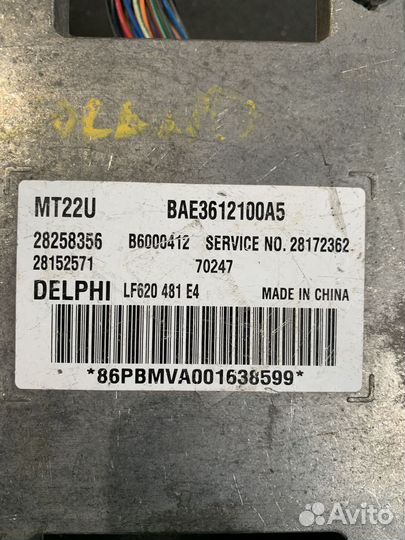 MT22U BAE3612100A5
28258356 B6000412 SERVICE NO. 28172362
28152571 70247
DELPHI LF620 481 E4 MADE IN CHINA
*86PBMVA001638599*
Avito